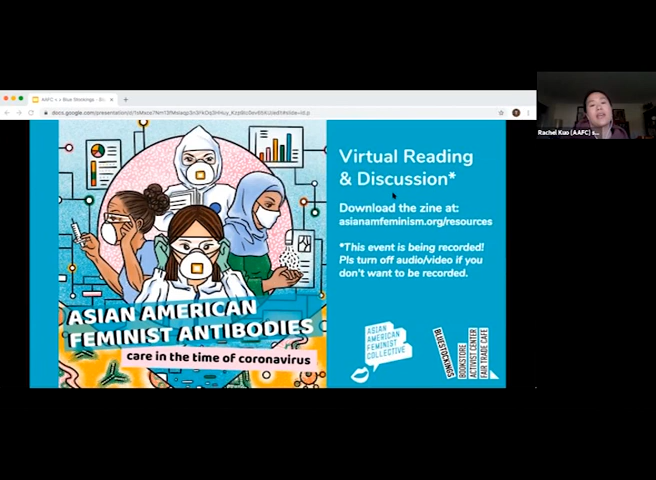 Rachel Kuo (AAFC) s...
Virtual Reading
& Discussion*
Download the zine at:
asianamfeminism.org/resources
*This event is being recorded!
Pls turn off audio/video if you
don't want to be recorded.
ASIAN AMERICAN
FEMINIST ANTIBODIES
care in the time of coronavirus
ASIAN
AMERICAN
FEMINIST
COLLECTIVE
BLUESTOCKINGS
BOOKSTORE
ACTIVIST CENTER
FAIR TRADE CAFE